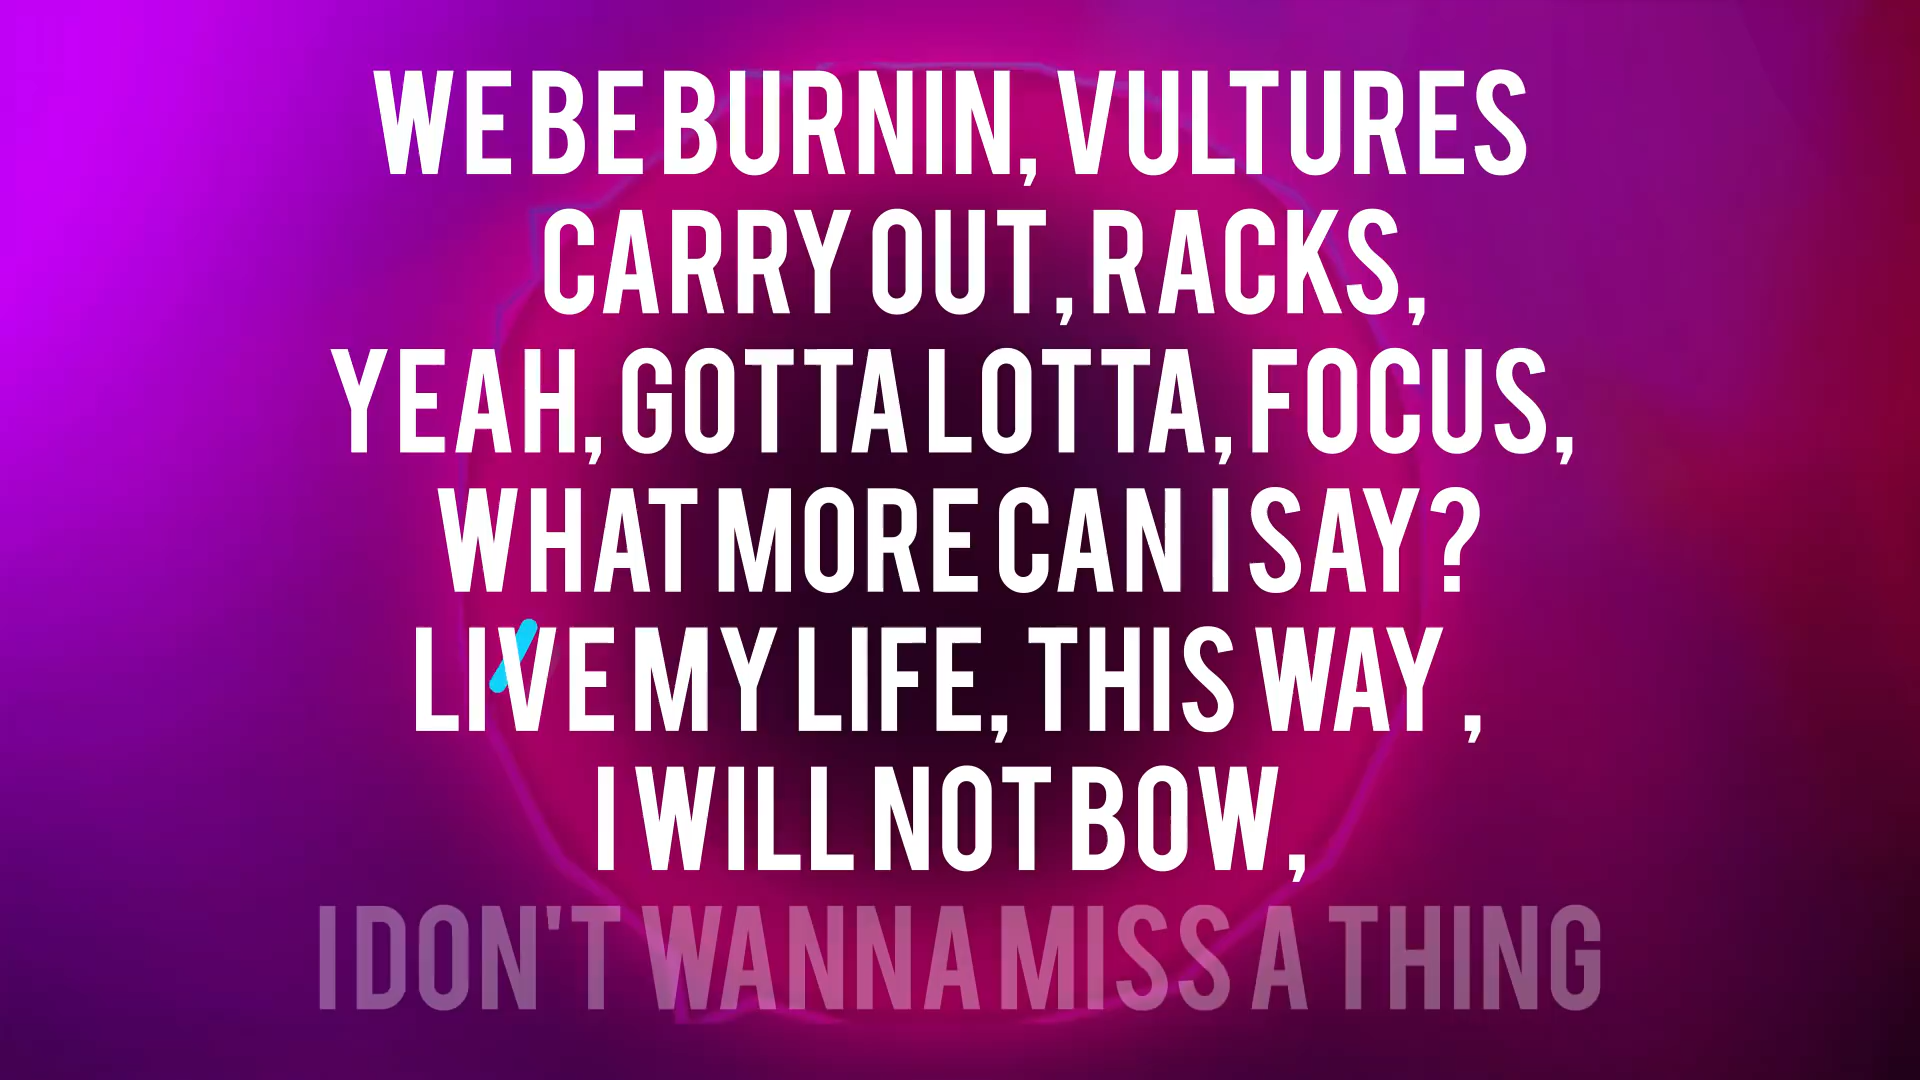 WE BE BURNIN, VULTURES
CARRY OUT, RACKS,
YEAH, GOTTA LOTTA, FOCUS,
WHAT MORE CAN I SAY?
LIVE MY LIFE, THIS WAY ,
I WILL NOT BOW,
I DON'T WANNA MISS A THING